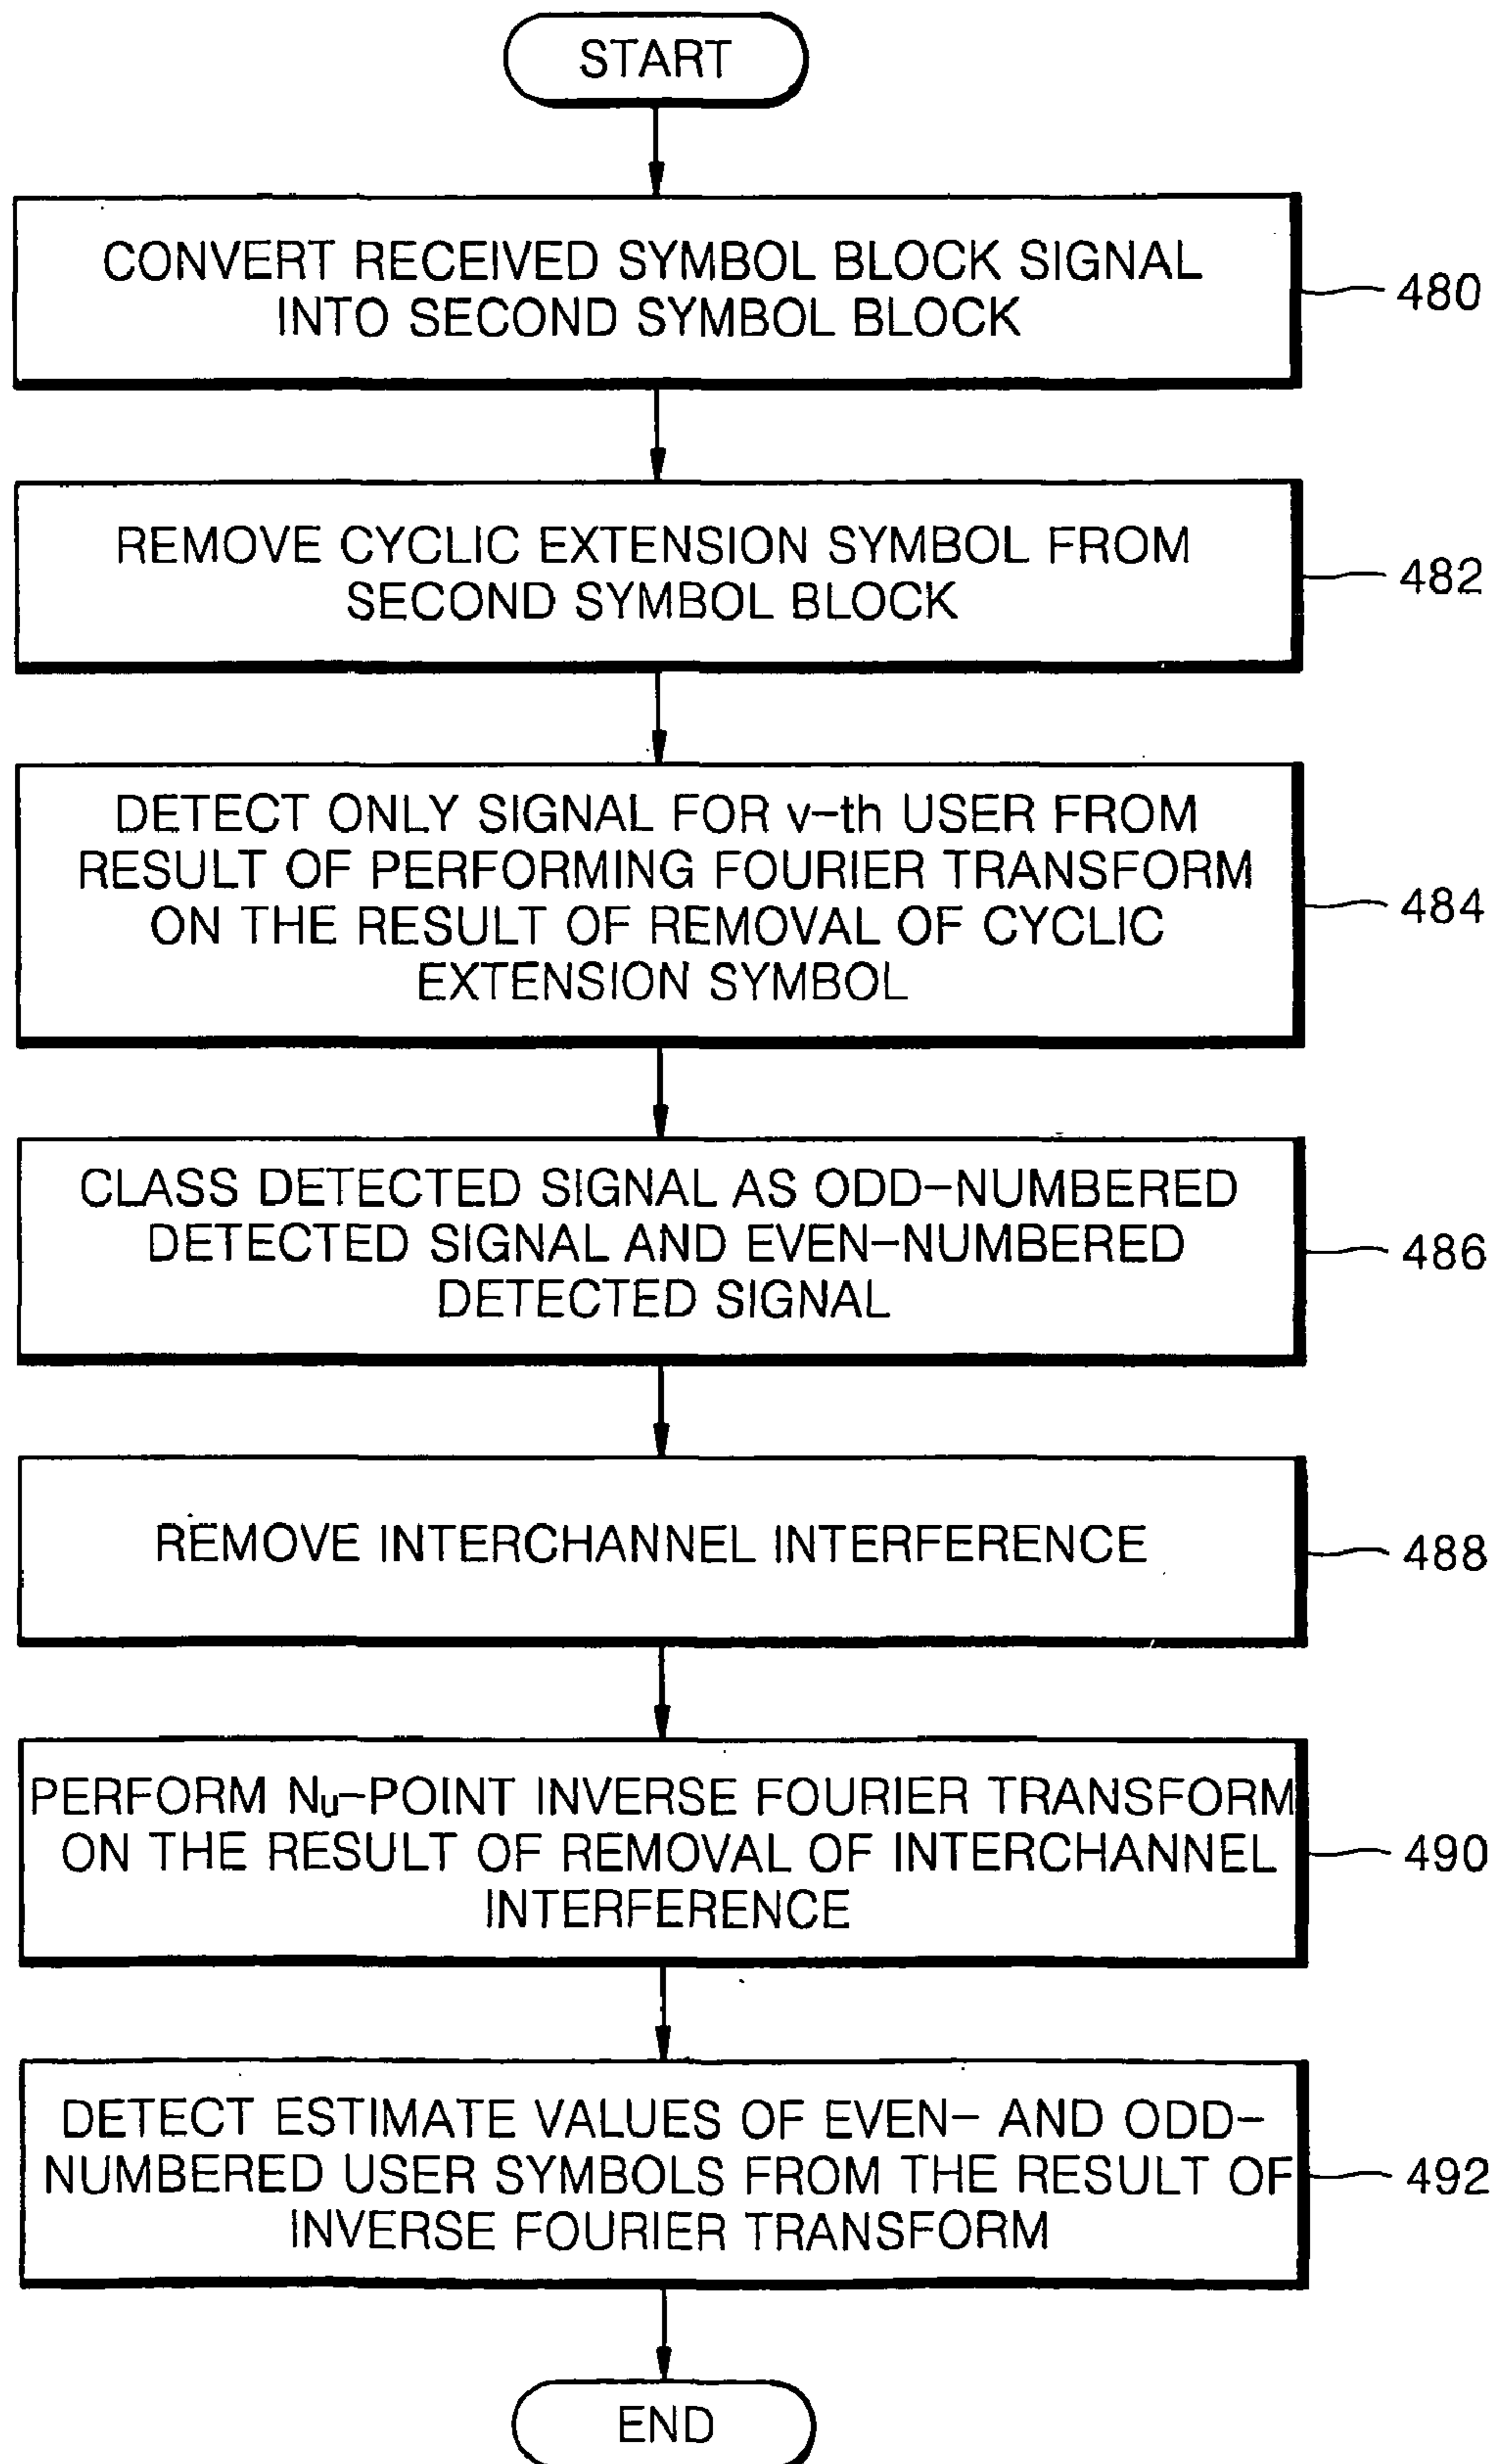 START
CONVERT RECEIVED SYMBOL BLOCK SIGNAL
INTO SECOND SYMBOL BLOCK
480
REMOVE CYCLIC EXTENSION SYMBOL FROM
SECOND SYMBOL BLOCK
482
DETECT ONLY SIGNAL FOR v-th USER FROM
RESULT OF PERFORMING FOURIER TRANSFORM
ON THE RESULT OF REMOVAL OF CYCLIC
EXTENSION SYMBOL
484
CLASS DETECTED SIGNAL AS ODD-NUMBERED
DETECTED SIGNAL AND EVEN-NUMBERED
DETECTED SIGNAL
486
REMOVE INTERCHANNEL INTERFERENCE
488
PERFORM Nu-POINT INVERSE FOURIER TRANSFORM
ON THE RESULT OF REMOVAL OF INTERCHANNEL
INTERFERENCE
490
DETECT ESTIMATE VALUES OF EVEN- AND ODD-
NUMBERED USER SYMBOLS FROM THE RESULT OF
INVERSE FOURIER TRANSFORM
492
END